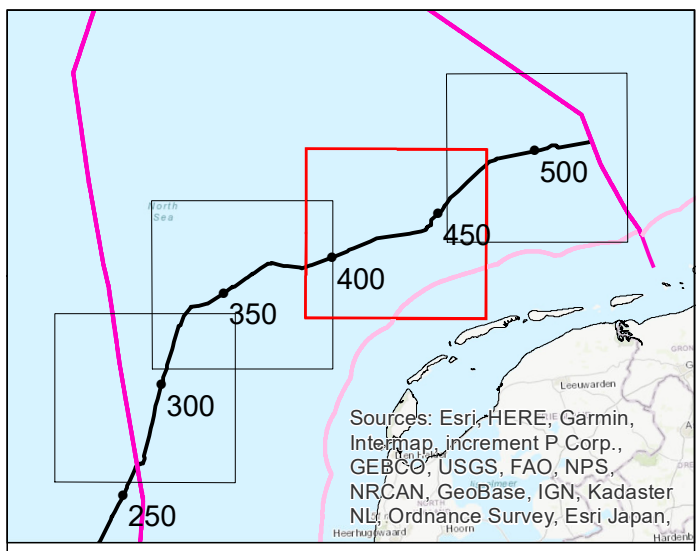 North
Sea
500
450
400
350
300
Leeuwarden
Sources: Esri, HERE, Garmin,
Intermap, increment P Corp.,
GEBCO, USGS, FAO, NPS,
NRCAN, GeoBase, IGN, Kadaster
NL, Ordnance Survey, Esri Japan,
250
Heerhugowaard
Hoorn
Hardenb